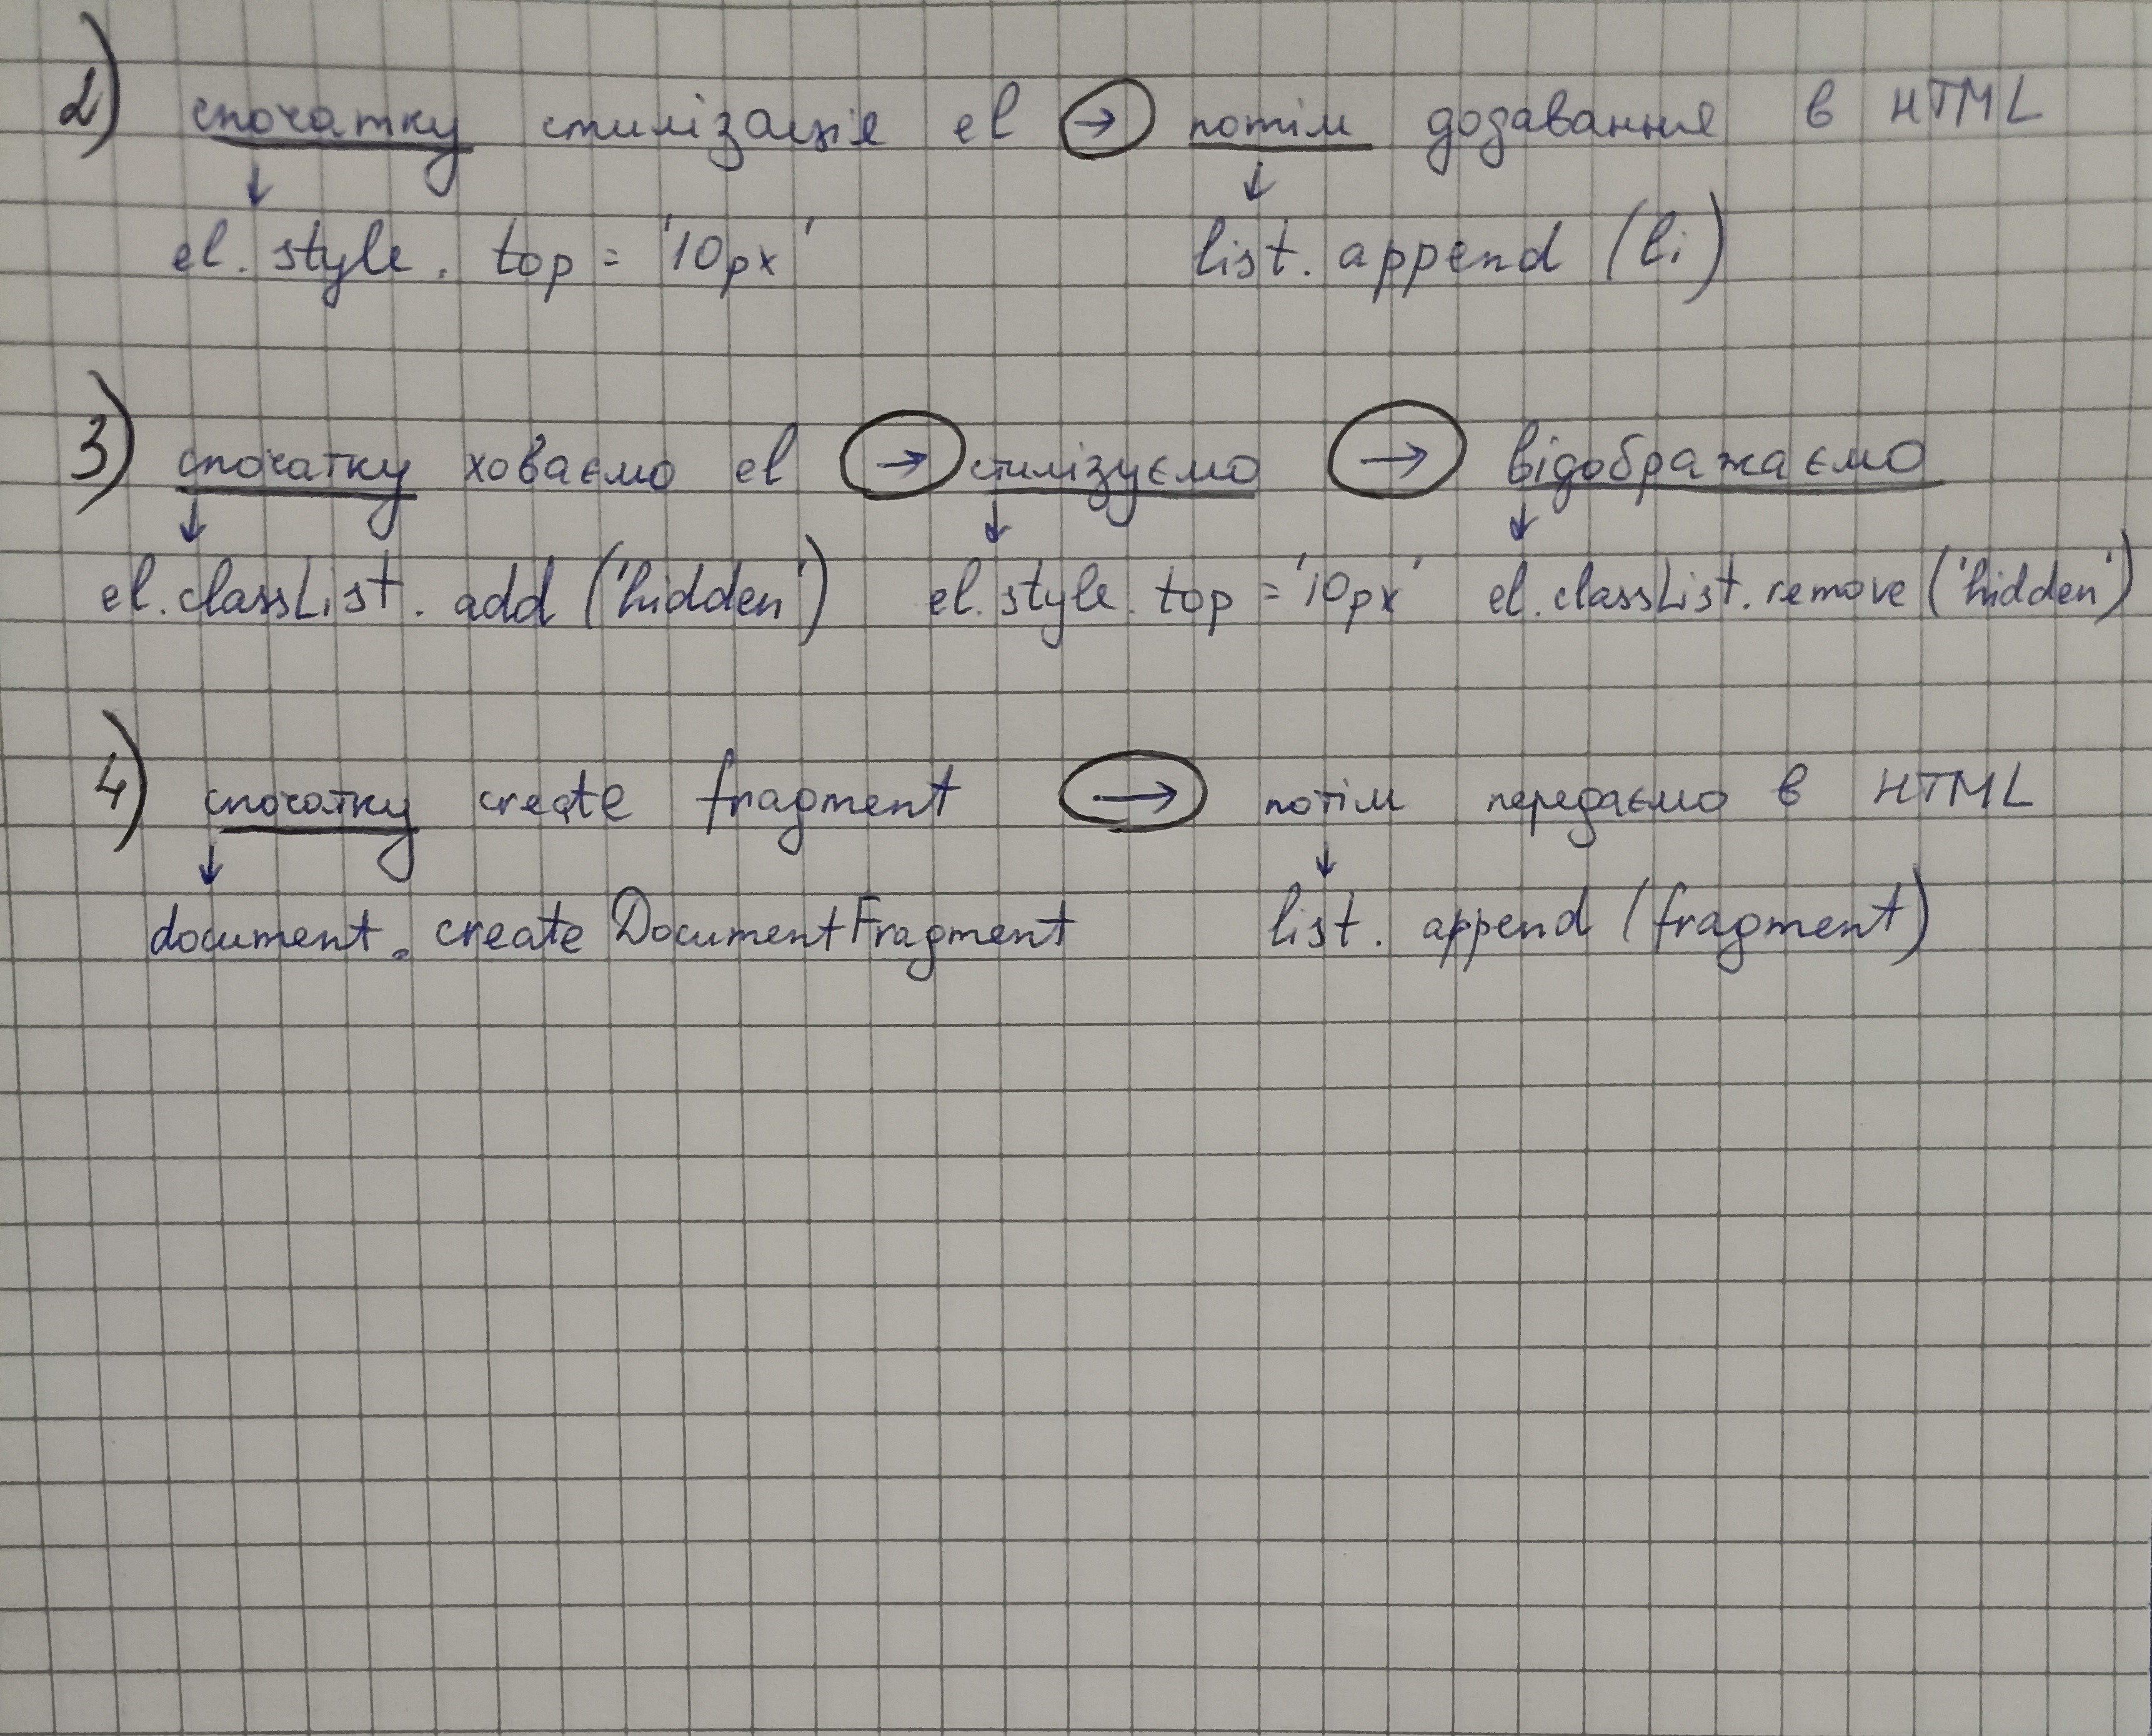 2) спочатку стилізація el → потім додавання в HTML
↓ ↓
el.style.top = '10px' list.append(li)
3) спочатку ховаємо el → стилізуємо → відображаємо
↓ ↓ ↓
el.classList.add('hidden') el.style.top = '10px' el.classList.remove('hidden')
4) спочатку create fragment → потім передаємо в HTML
↓ ↓
document.createDocumentFragment list.append(fragment)